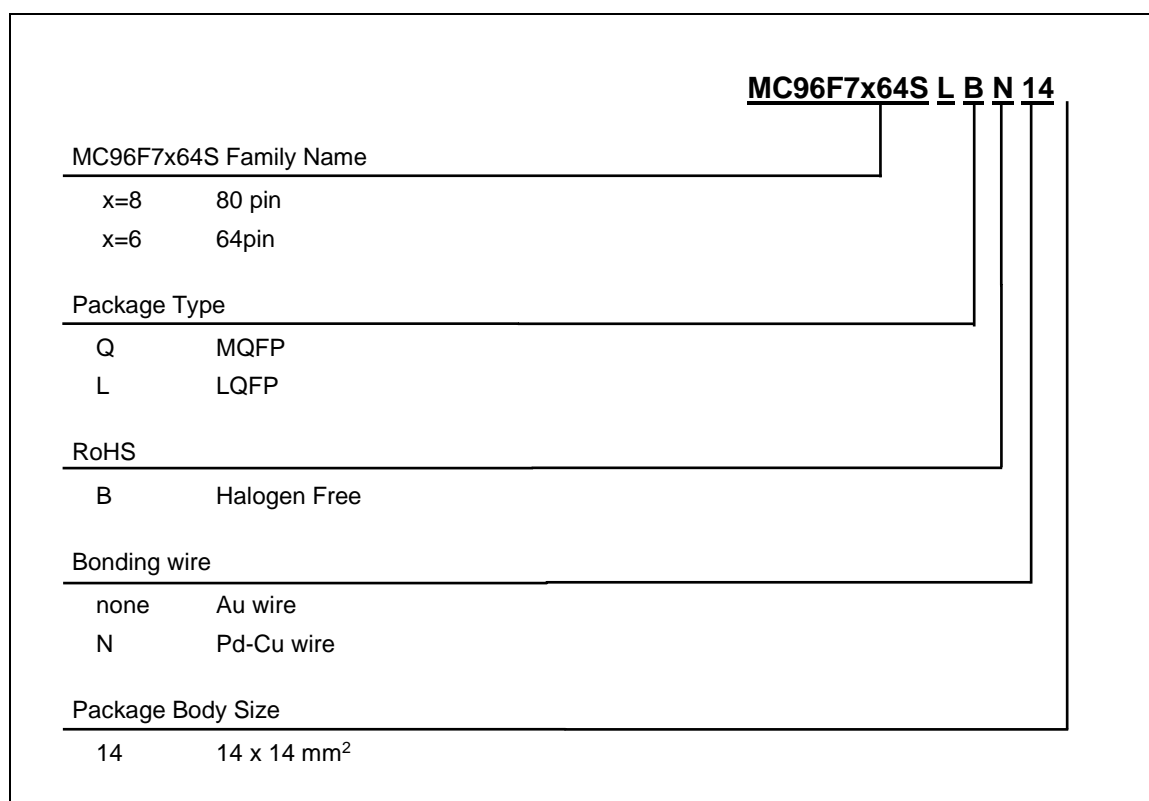 MC96F7x64S L B N 14
MC96F7x64S Family Name
x=8 80 pin
x=6 64pin
Package Type
Q MQFP
L LQFP
RoHS
B Halogen Free
Bonding wire
none Au wire
N Pd-Cu wire
Package Body Size
14 14 x 14 mm²